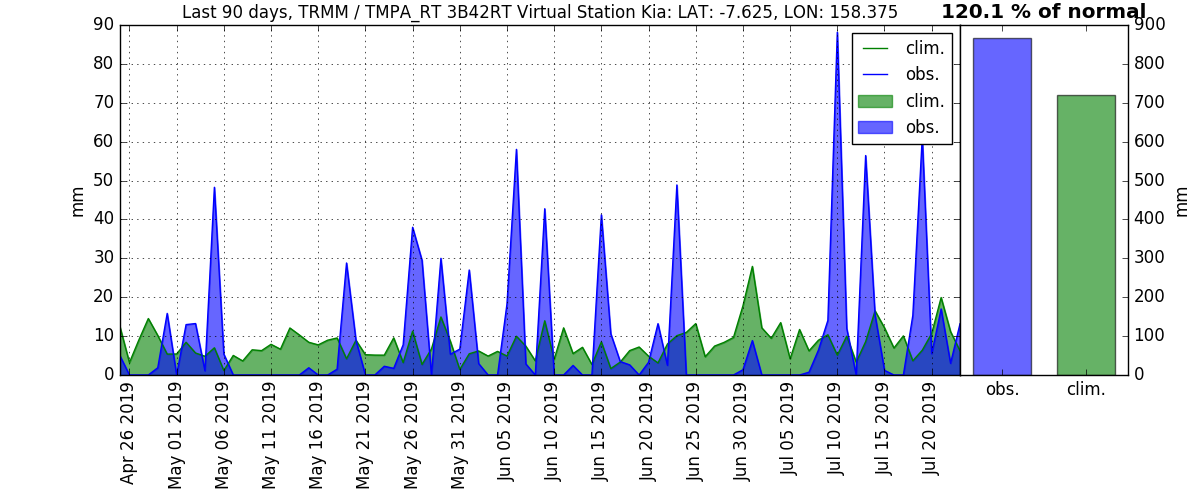 Last 90 days, TRMM / TMPA_RT 3B42RT Virtual Station Kia: LAT: -7.625, LON: 158.375
120.1 % of normal
90
80
70
60
50
40
30
20
10
0
mm
clim.
obs.
clim.
obs.
Apr 26 2019
May 01 2019
May 06 2019
May 11 2019
May 16 2019
May 21 2019
May 26 2019
May 31 2019
Jun 05 2019
Jun 10 2019
Jun 15 2019
Jun 20 2019
Jun 25 2019
Jun 30 2019
Jul 05 2019
Jul 10 2019
Jul 15 2019
Jul 20 2019
900
800
700
600
500
400
300
200
100
0
mm
obs.
clim.